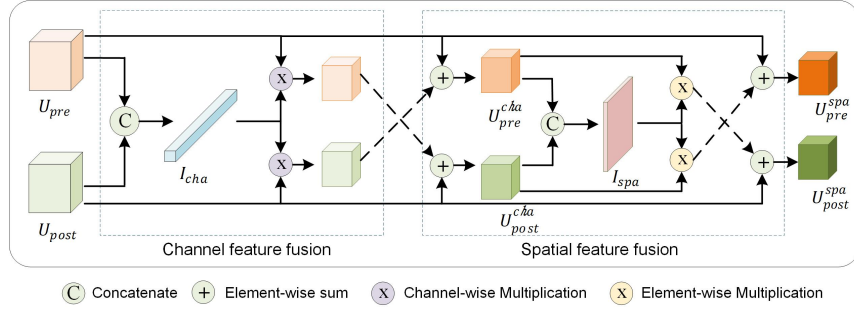 U_pre
U_post
C
I_cha
x
x
+
+
U_pre^cha
U_post^cha
C
I_spa
x
x
+
+
U_pre^spa
U_post^spa
Channel feature fusion
Spatial feature fusion
C Concatenate
+ Element-wise sum
x Channel-wise Multiplication
x Element-wise Multiplication